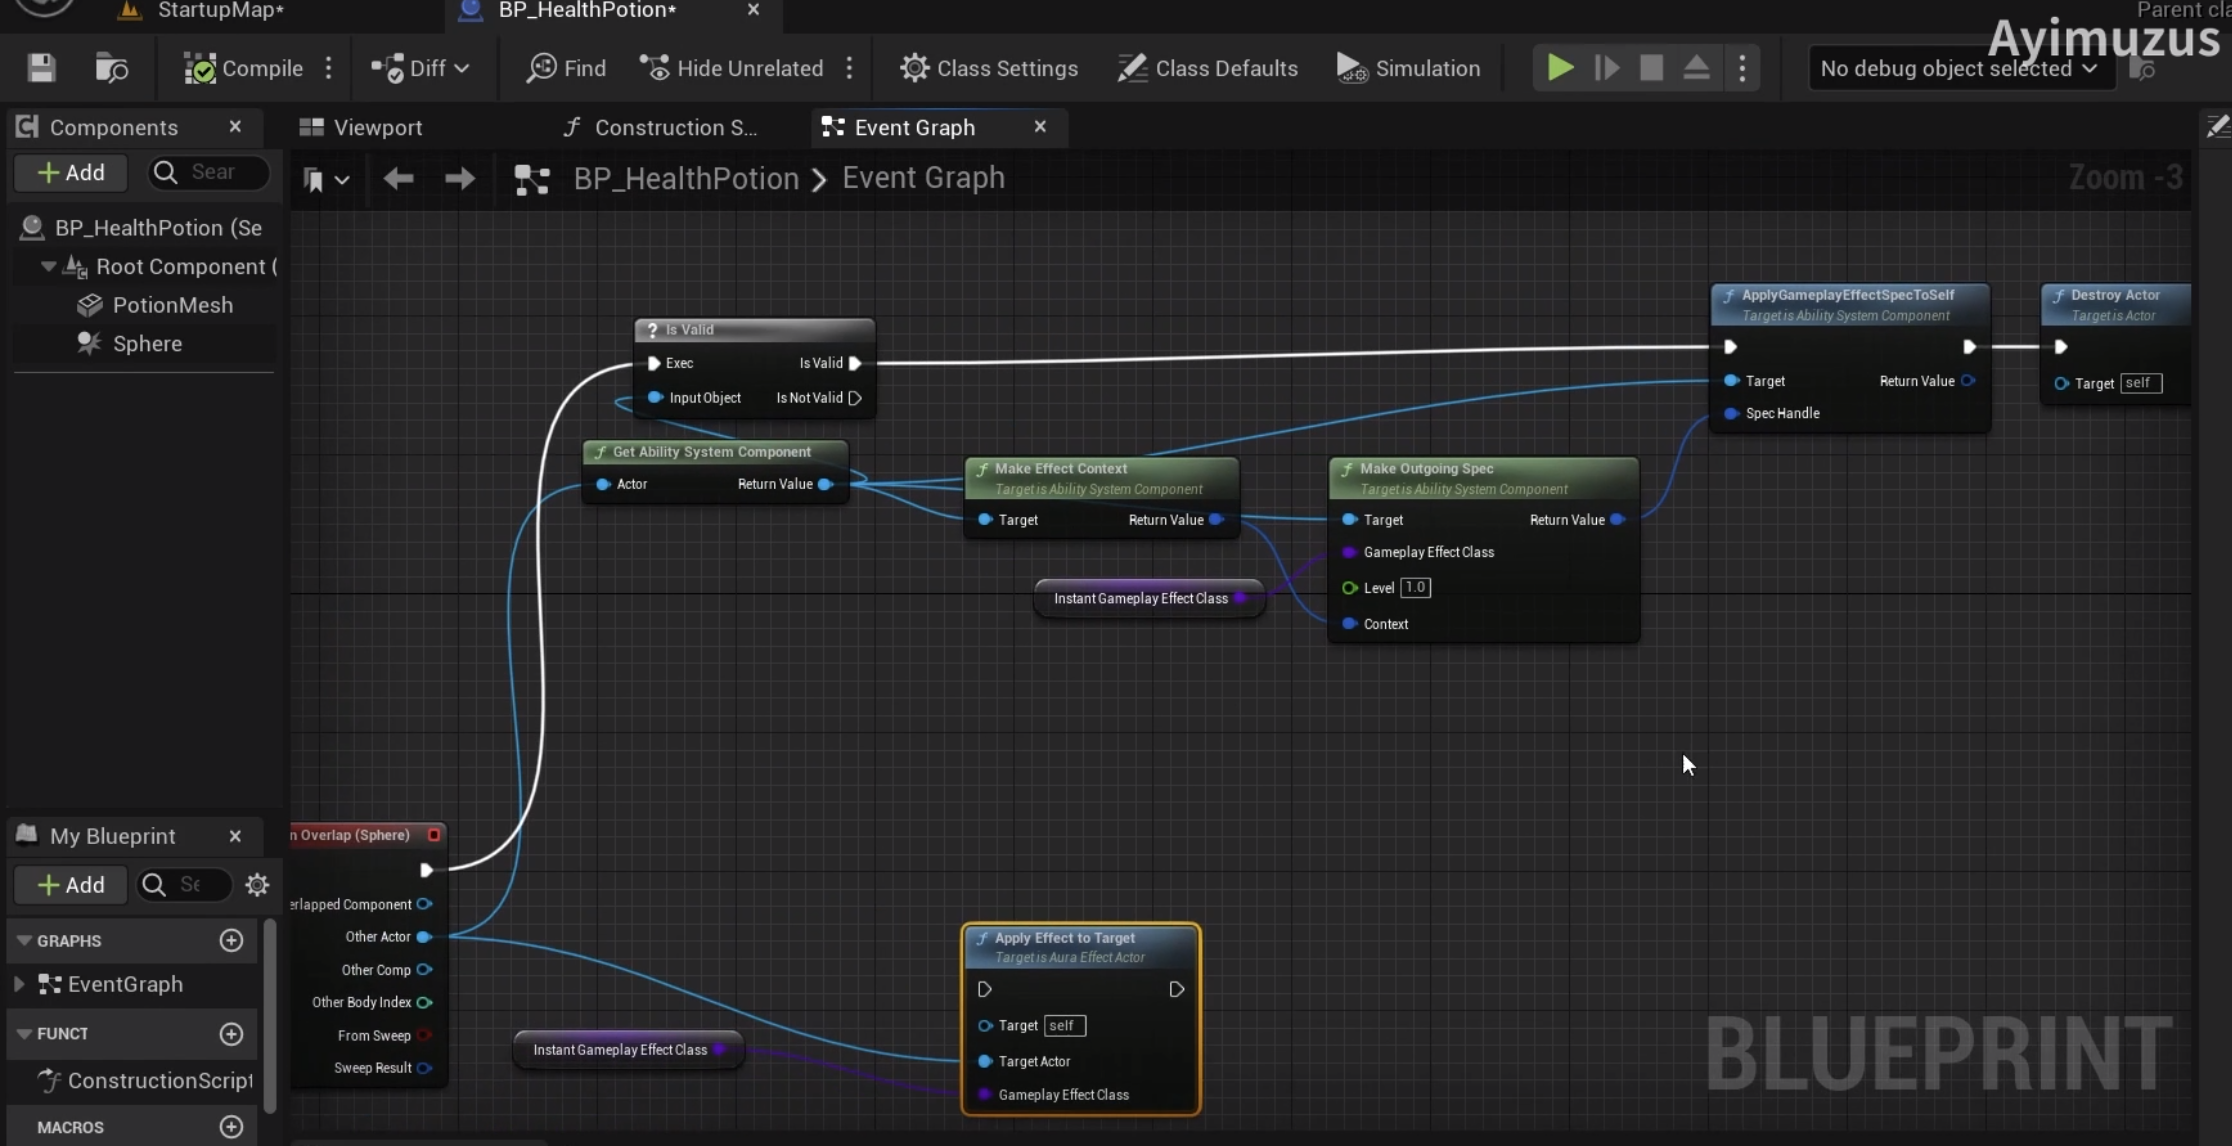 StartupMap*
BP_HealthPotion*
Parent cla
Ayimuzus
Compile
Diff
Find
Hide Unrelated
Class Settings
Class Defaults
Simulation
No debug object selected
Components
Viewport
Construction S...
Event Graph
Add
Sear
BP_HealthPotion > Event Graph
Zoom -3
BP_HealthPotion (Se
Root Component (
PotionMesh
Sphere
? Is Valid
Exec
Is Valid
Input Object
Is Not Valid
f Get Ability System Component
Actor
Return Value
f Make Effect Context
Target is Ability System Component
Target
Return Value
f Make Outgoing Spec
Target is Ability System Component
Target
Return Value
Gameplay Effect Class
Level 1.0
Context
Instant Gameplay Effect Class
f ApplyGameplayEffectSpecToSelf
Target is Ability System Component
Target
Return Value
Spec Handle
f Destroy Actor
Target is Actor
Target self
My Blueprint
Add
Se
GRAPHS
EventGraph
FUNCT
ConstructionScript
MACROS
n Overlap (Sphere)
erlapped Component
Other Actor
Other Comp
Other Body Index
From Sweep
Sweep Result
Instant Gameplay Effect Class
f Apply Effect to Target
Target is Aura Effect Actor
Target self
Target Actor
Gameplay Effect Class
BLUEPRINT